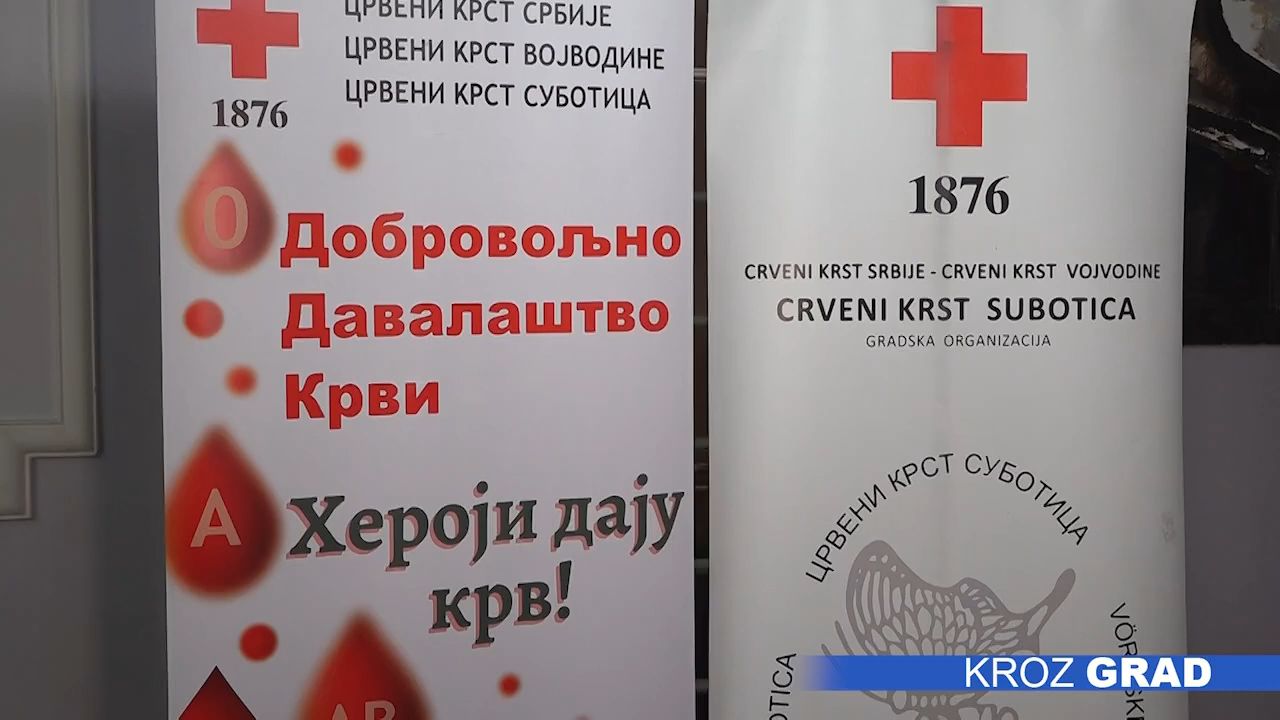 ЦРВЕНИ КРСТ СРБИЈЕ
ЦРВЕНИ КРСТ ВОЈВОДИНЕ
ЦРВЕНИ КРСТ СУБОТИЦА
1876
O
Добровољно
Давалаштво
Крви
A
Хероји дају
крв!
AB
1876
CRVENI KRST SRBIJE - CRVENI KRST VOJVODINE
CRVENI KRST SUBOTICA
GRADSKA ORGANIZACIJA
ЦРВЕНИ КРСТ СУБОТИЦА
KROZ GRAD